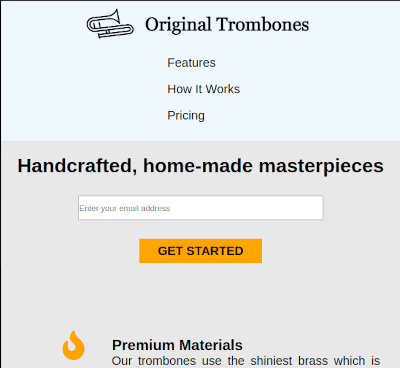 Original Trombones
Features
How It Works
Pricing
Handcrafted, home-made masterpieces
Enter your email address
GET STARTED
Premium Materials
Our trombones use the shiniest brass which is